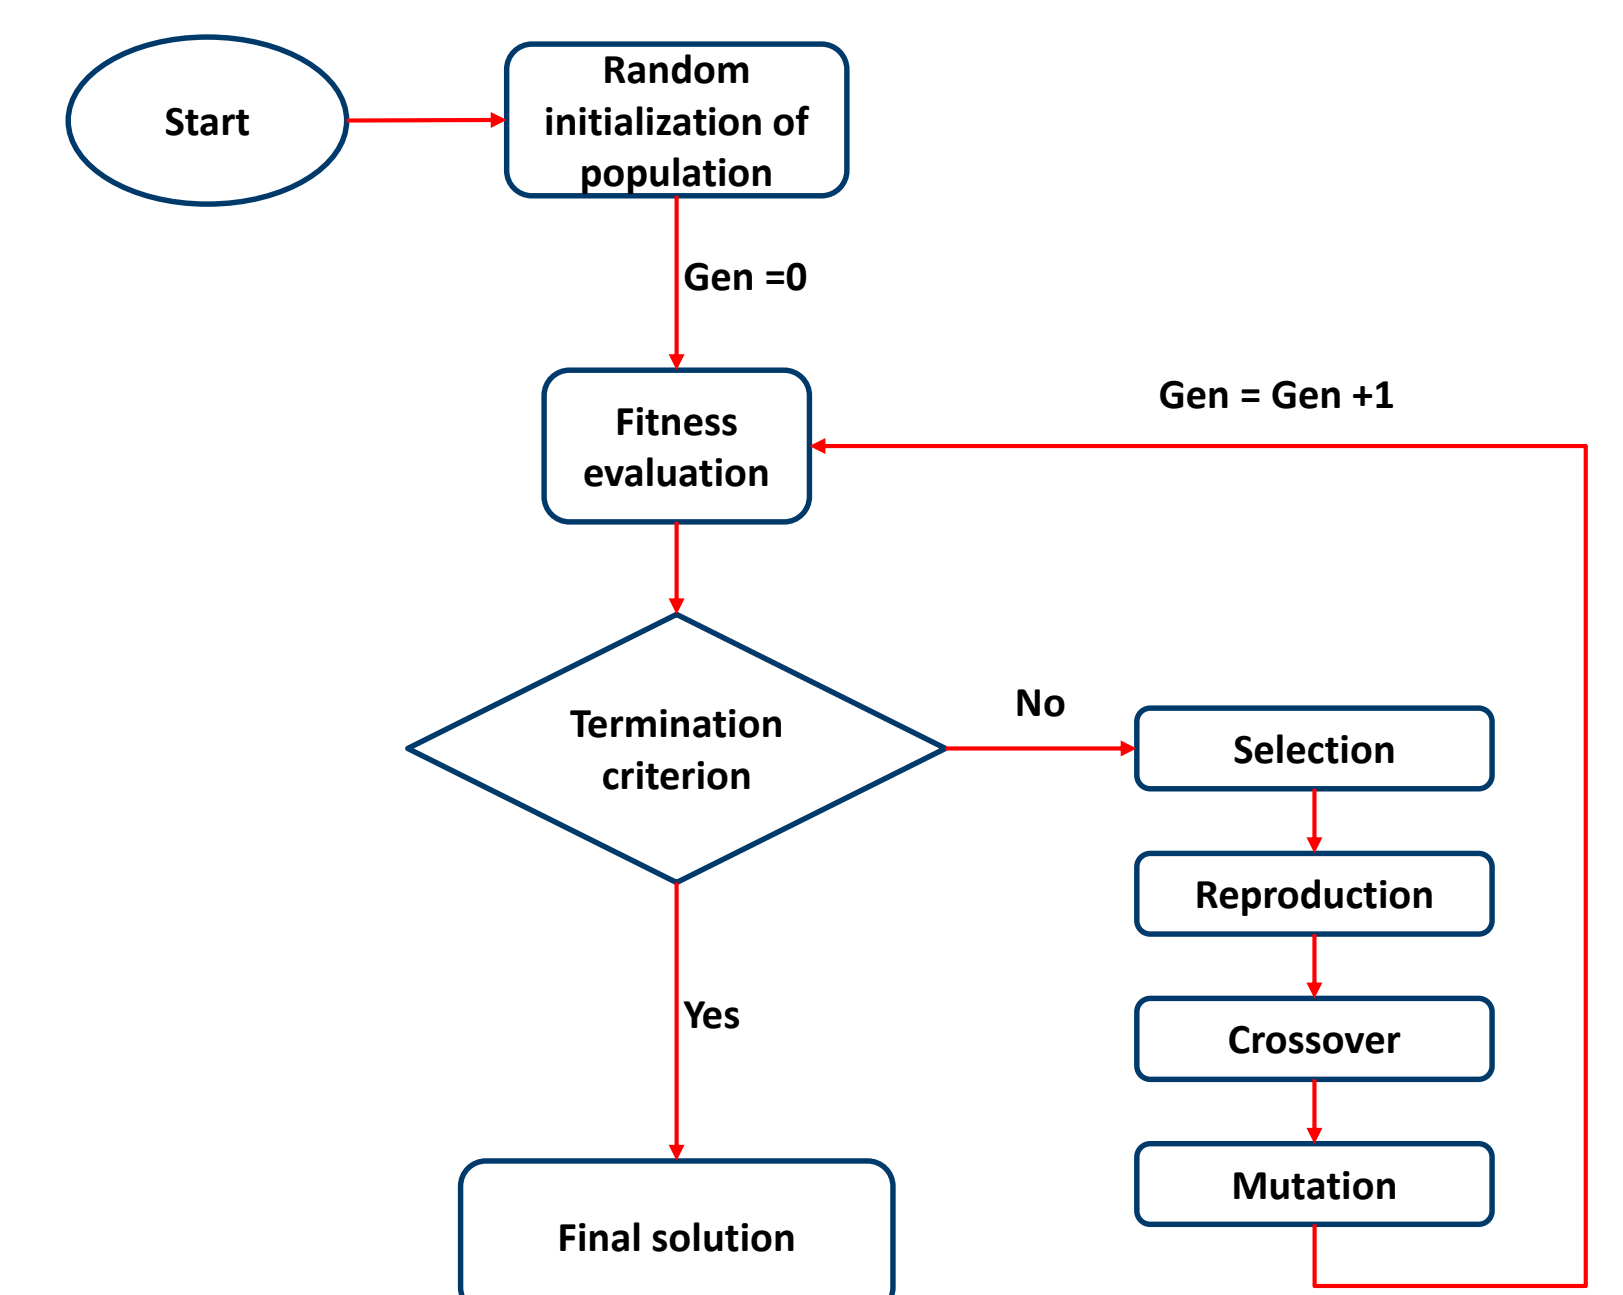 Start
Random
initialization of
population
Gen =0
Fitness
evaluation
Gen = Gen +1
Termination
criterion
No
Selection
Reproduction
Crossover
Mutation
Yes
Final solution